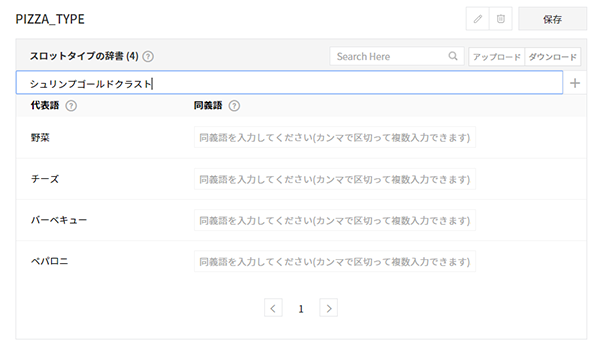 PIZZA_TYPE 保存
スロットタイプの辞書 (4) ? Search Here アップロード ダウンロード
シュリンプゴールドクラスト
代表語 ? 同義語 ?
野菜 同義語を入力してください(カンマで区切って複数入力できます)
チーズ 同義語を入力してください(カンマで区切って複数入力できます)
バーベキュー 同義語を入力してください(カンマで区切って複数入力できます)
ペパロニ 同義語を入力してください(カンマで区切って複数入力できます)
1